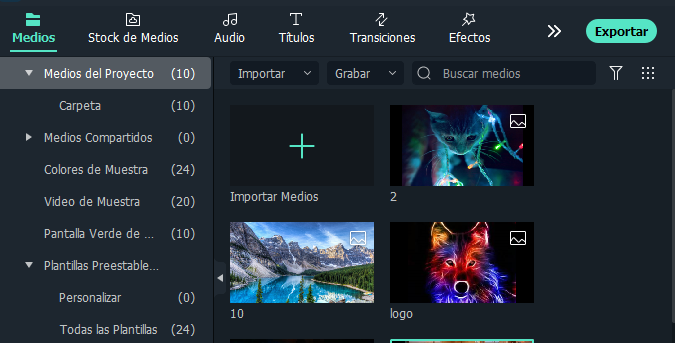 Medios
Stock de Medios
Audio
Títulos
Transiciones
Efectos
Exportar
Medios del Proyecto (10)
Carpeta (10)
Medios Compartidos (0)
Colores de Muestra (24)
Video de Muestra (20)
Pantalla Verde de ... (10)
Plantillas Preestable...
Personalizar (0)
Todas las Plantillas (24)
Importar
Grabar
Buscar medios
Importar Medios
2
10
logo